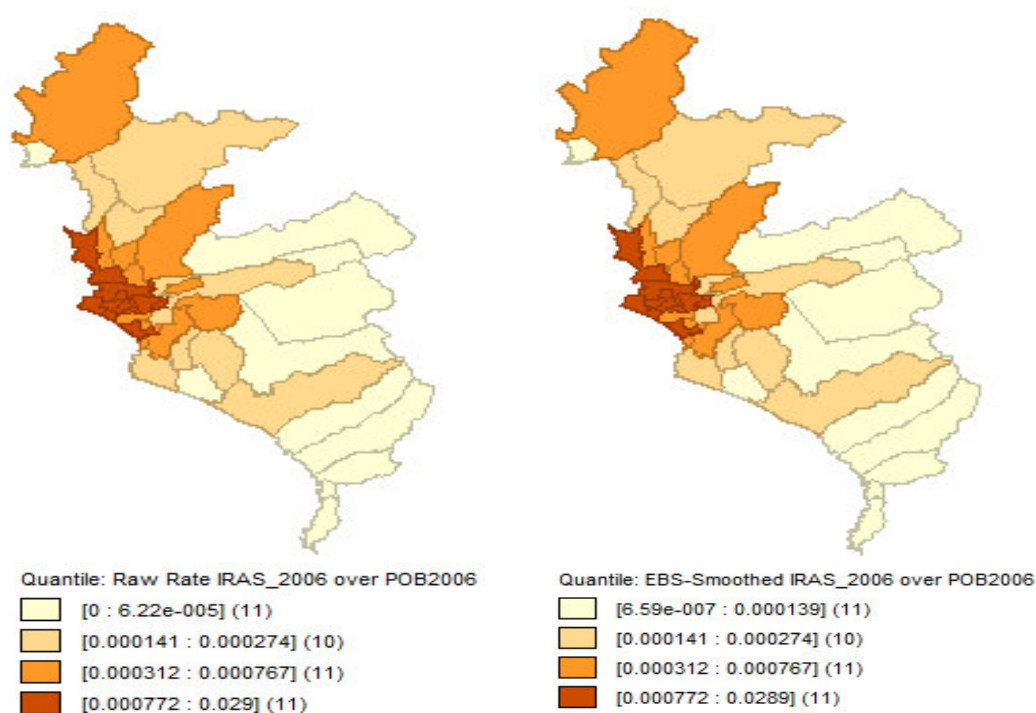 Quantile: Raw Rate IRAS_2006 over POB2006
[0 : 6.22e-005] (11)
[0.000141 : 0.000274] (10)
[0.000312 : 0.000767] (11)
[0.000772 : 0.029] (11)
Quantile: EBS-Smoothed IRAS_2006 over POB2006
[6.59e-007 : 0.000139] (11)
[0.000141 : 0.000274] (10)
[0.000312 : 0.000767] (11)
[0.000772 : 0.0289] (11)